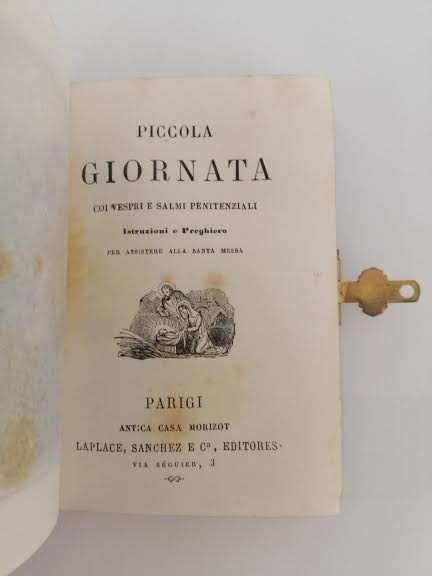 PICCOLA
GIORNATA
COI VESPRI E SALMI PENITENZIALI
Istruzioni e Preghiere
PER ASSISTERE ALLA SANTA MESSA
PARIGI
ANTICA CASA MORIZOT
LAPLACE, SANCHEZ E Cª, EDITORES
VIA SÉGUIER, 3